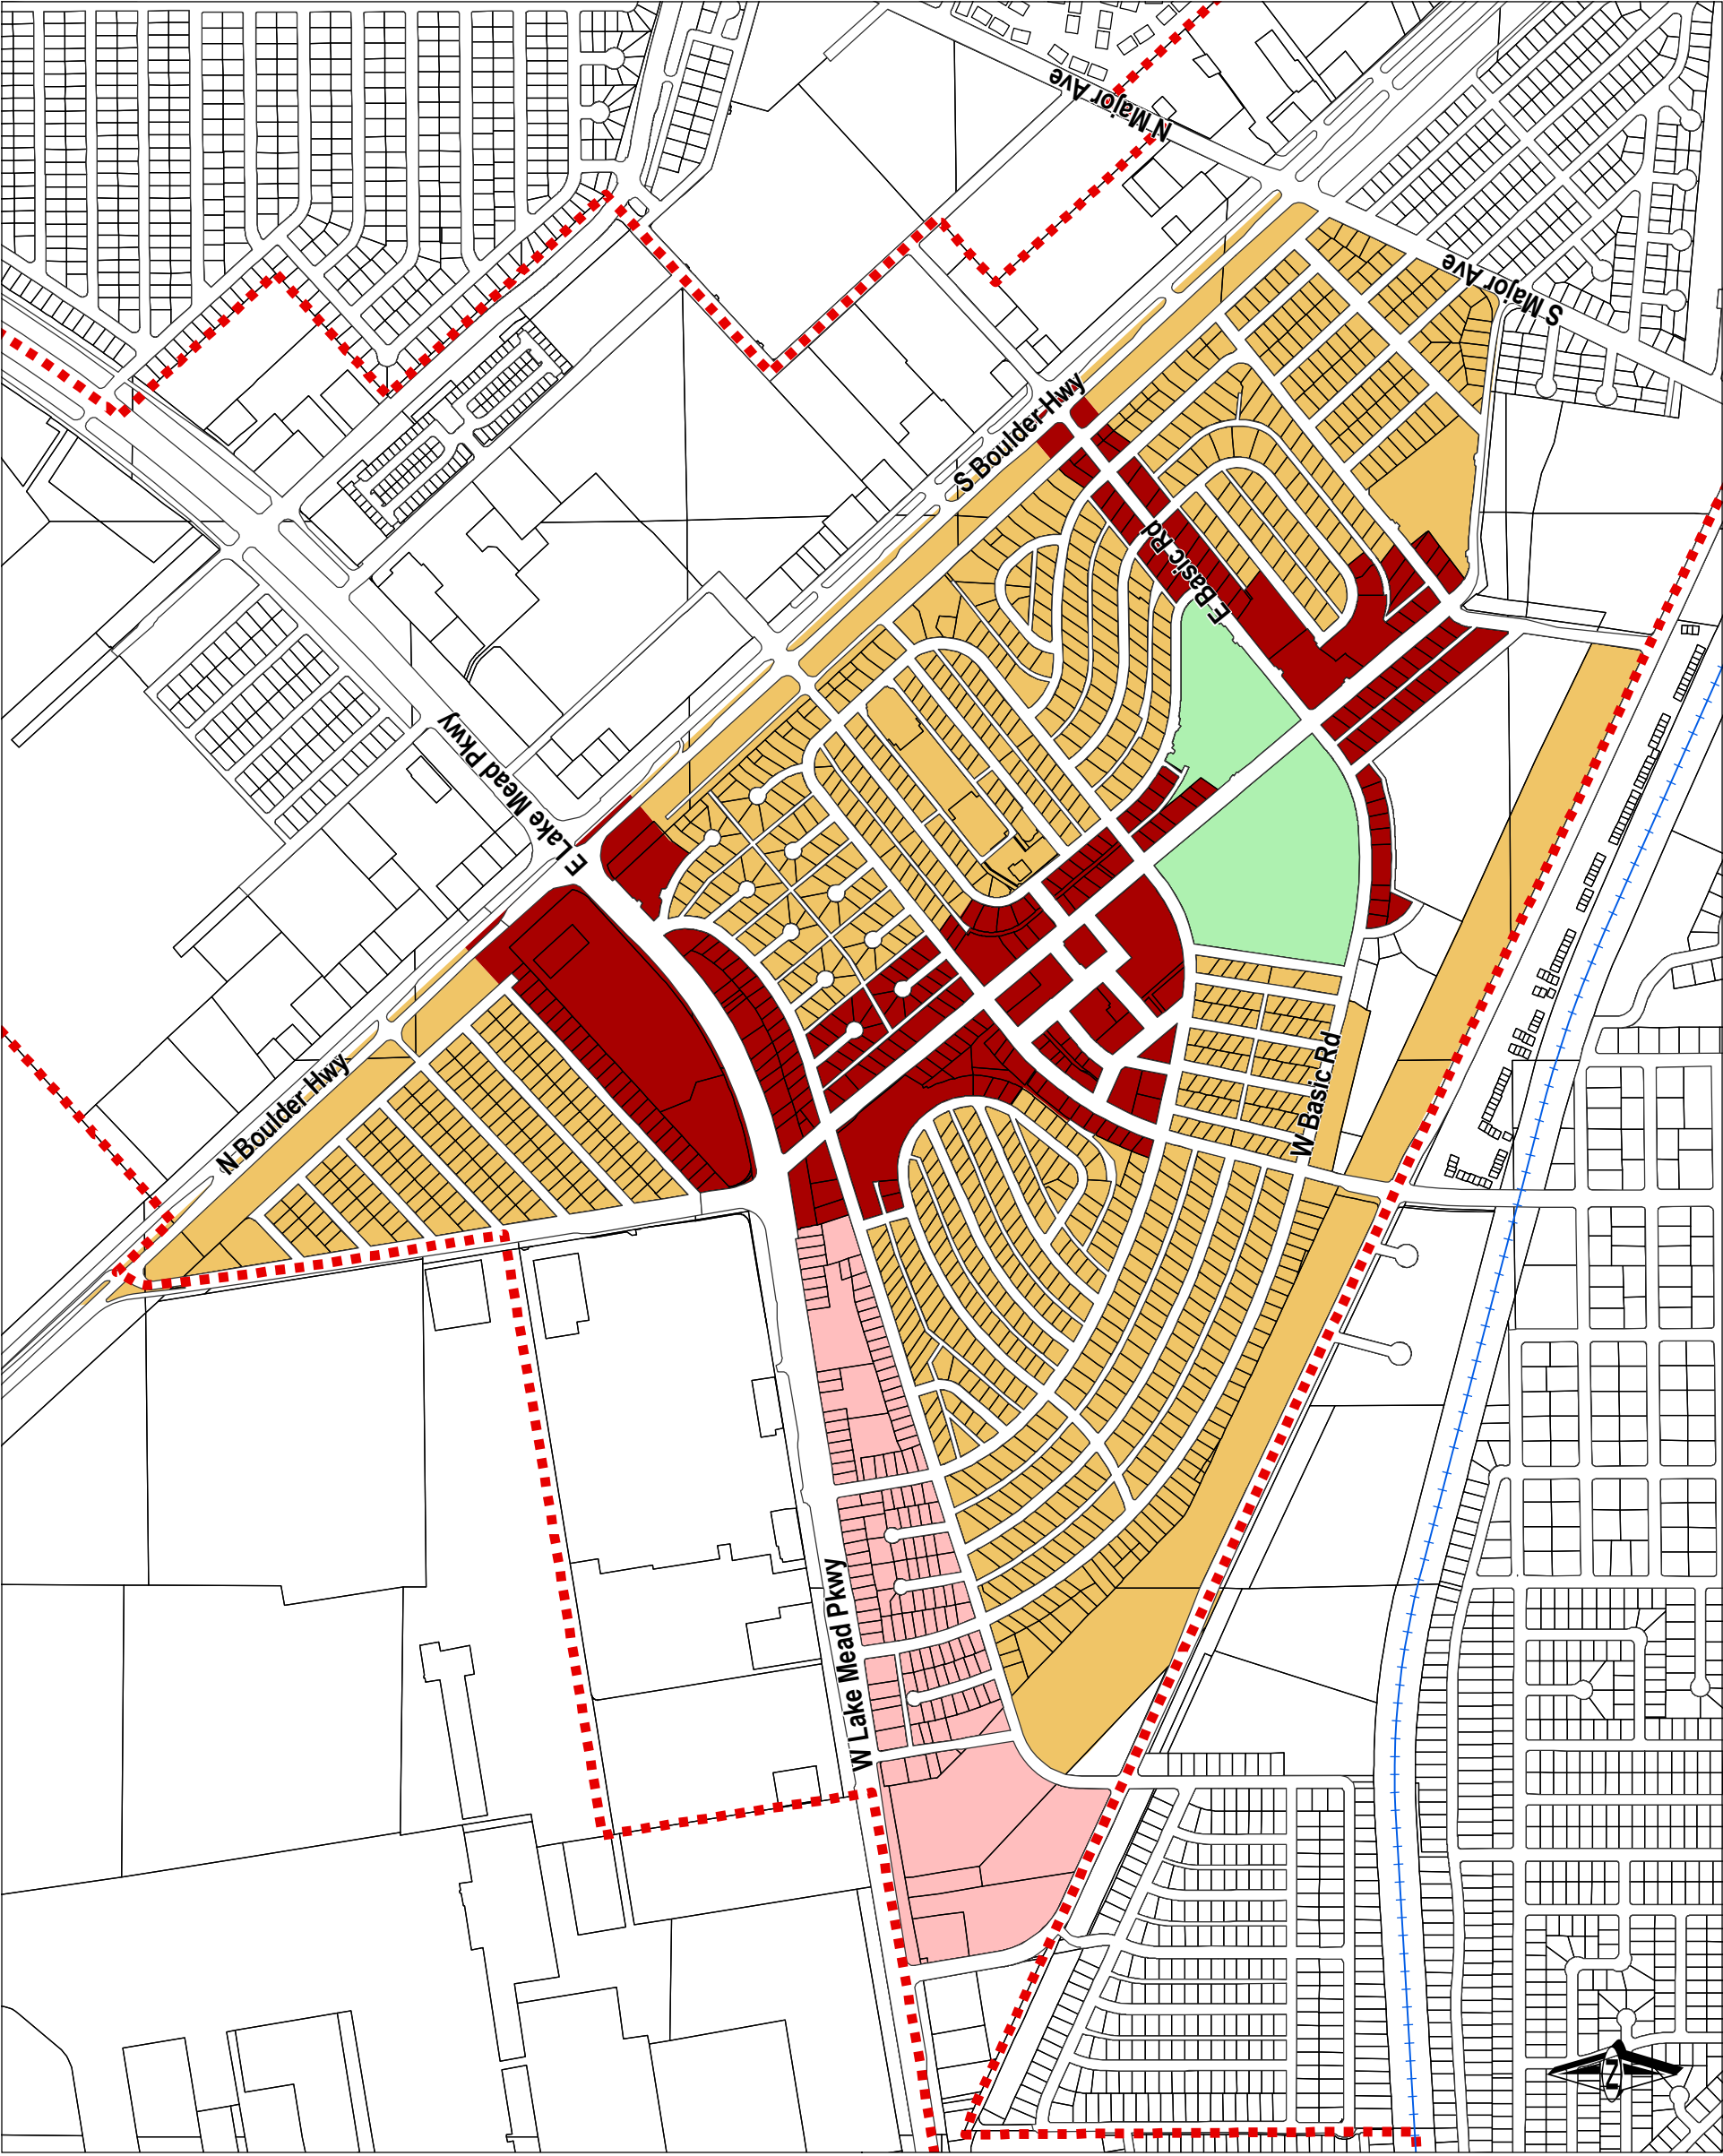 N Major Ave
S Major Ave
S Boulder Hwy
E Basic Rd
E Lake Mead Pkwy
N Boulder Hwy
W Basic Rd
W Lake Mead Pkwy
N